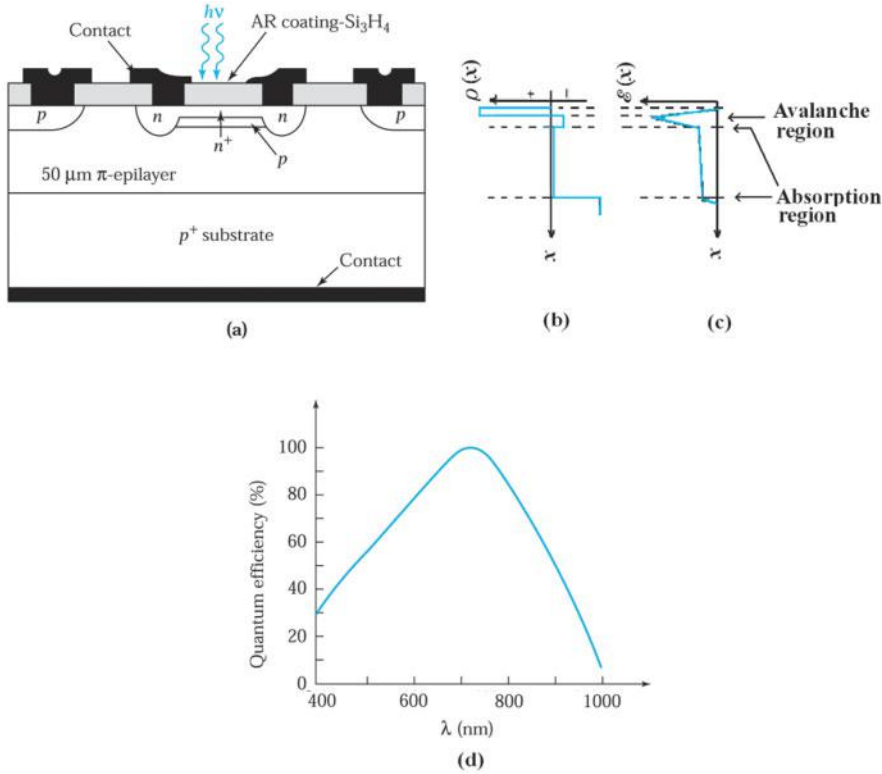 hν
AR coating-Si₃H₄
Contact
p
n
n
p
n⁺
p
50 μm π-epilayer
p⁺ substrate
Contact
(a)
ρ(x)
+
–
x
(b)
ℰ(x)
Avalanche
region
Absorption
region
x
(c)
Quantum efficiency (%)
100
80
60
40
20
0
400
600
800
1000
λ (nm)
(d)